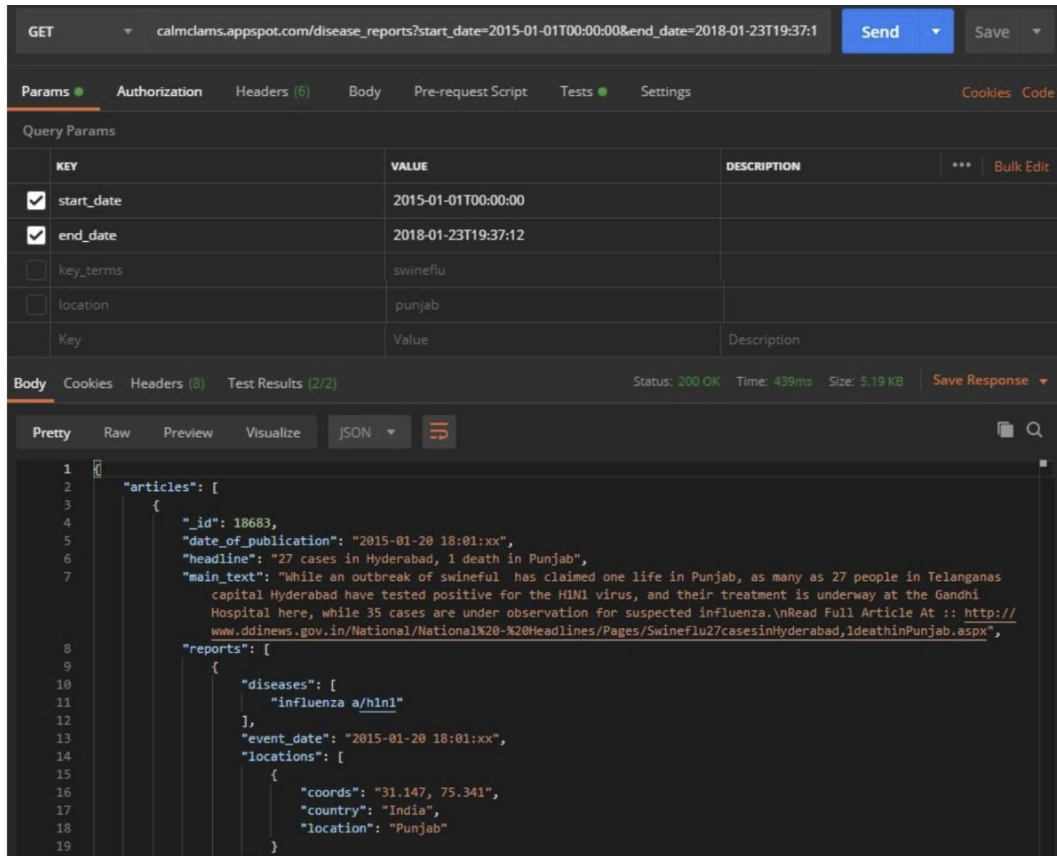 GET calmclams.appspot.com/disease_reports?start_date=2015-01-01T00:00:00&end_date=2018-01-23T19:37:1 Send Save
Params Authorization Headers (6) Body Pre-request Script Tests Settings Cookies Code
Query Params
KEY VALUE DESCRIPTION ••• Bulk Edit
start_date 2015-01-01T00:00:00
end_date 2018-01-23T19:37:12
key_terms swineflu
location punjab
Key Value Description
Body Cookies Headers (8) Test Results (2/2) Status: 200 OK Time: 439ms Size: 5.19 KB Save Response
Pretty Raw Preview Visualize JSON
1 {
2 "articles": [
3 {
4 "_id": 18683,
5 "date_of_publication": "2015-01-20 18:01:xx",
6 "headline": "27 cases in Hyderabad, 1 death in Punjab",
7 "main_text": "While an outbreak of swineful  has claimed one life in Punjab, as many as 27 people in Telanganas
capital Hyderabad have tested positive for the H1N1 virus, and their treatment is underway at the Gandhi
Hospital here, while 35 cases are under observation for suspected influenza.\nRead Full Article At :: http://
www.ddinews.gov.in/National/National%20-%20Headlines/Pages/Swineflu27casesinHyderabad,1deathinPunjab.aspx",
8 "reports": [
9 {
10 "diseases": [
11 "influenza a/h1n1"
12 ],
13 "event_date": "2015-01-20 18:01:xx",
14 "locations": [
15 {
16 "coords": "31.147, 75.341",
17 "country": "India",
18 "location": "Punjab"
19 }